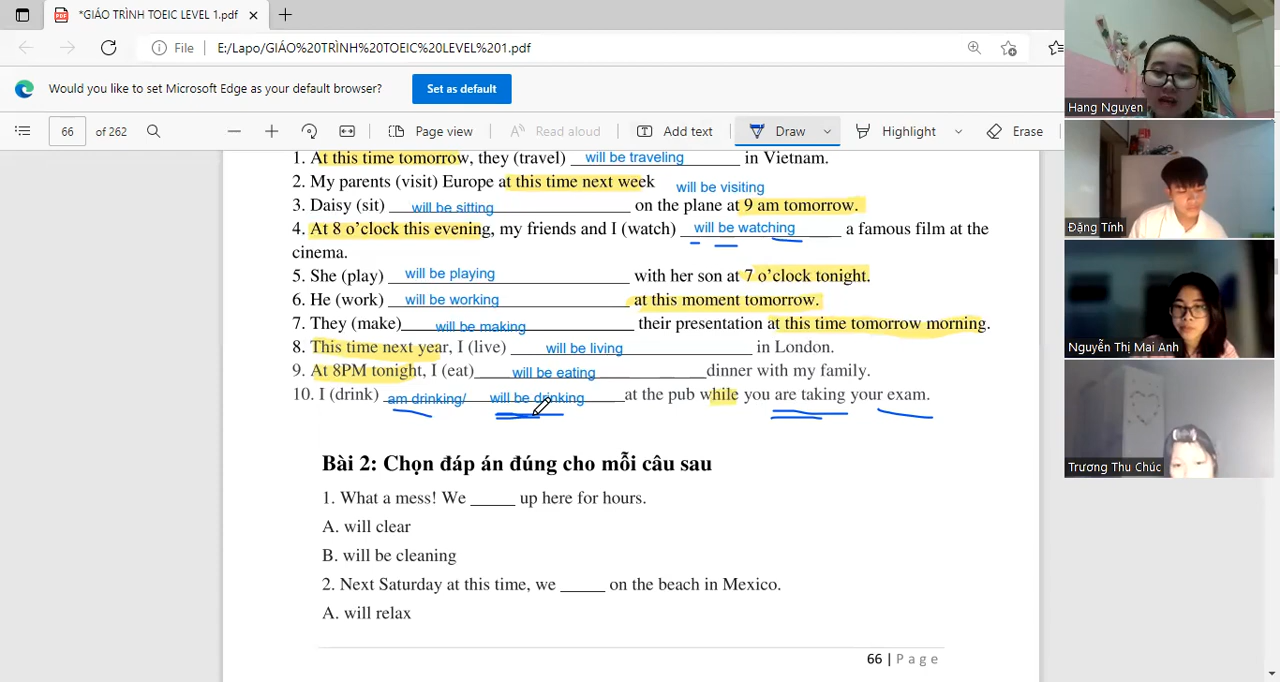 *GIÁO TRÌNH TOEIC LEVEL 1.pdf
File E:/Lapo/GIÁO%20TRÌNH%20TOEIC%20LEVEL%201.pdf
Would you like to set Microsoft Edge as your default browser? Set as default
66 of 262 Page view Read aloud Add text Draw Highlight Erase
1. At this time tomorrow, they (travel) will be traveling in Vietnam.
2. My parents (visit) Europe at this time next week will be visiting
3. Daisy (sit) will be sitting on the plane at 9 am tomorrow.
4. At 8 o’clock this evening, my friends and I (watch) will be watching a famous film at the
cinema.
5. She (play) will be playing with her son at 7 o’clock tonight.
6. He (work) will be working at this moment tomorrow.
7. They (make) will be making their presentation at this time tomorrow morning.
8. This time next year, I (live) will be living in London.
9. At 8PM tonight, I (eat) will be eating dinner with my family.
10. I (drink) am drinking/ will be drinking at the pub while you are taking your exam.
Bài 2: Chọn đáp án đúng cho mỗi câu sau
1. What a mess! We _____ up here for hours.
A. will clear
B. will be cleaning
2. Next Saturday at this time, we _____ on the beach in Mexico.
A. will relax
66 | Page
Hang Nguyen
Đặng Tính
Nguyễn Thị Mai Anh
Trương Thu Chúc